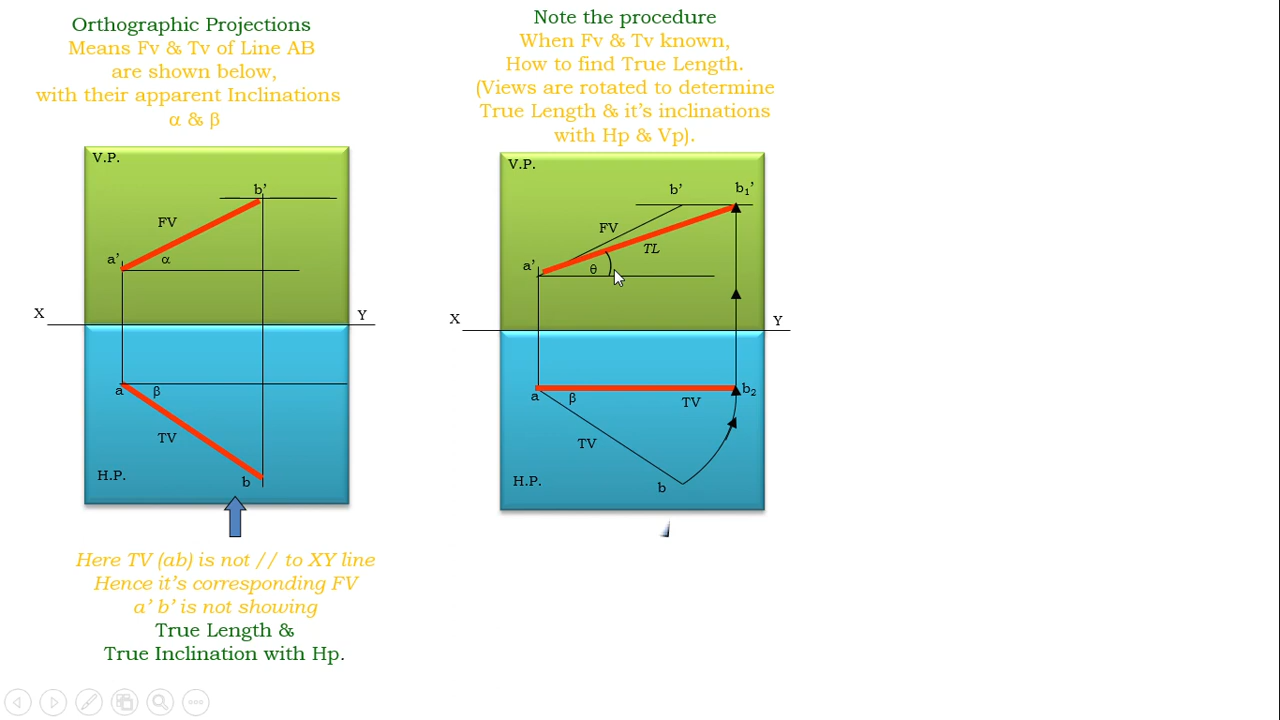 Orthographic Projections
Means Fv & Tv of Line AB
are shown below,
with their apparent Inclinations
α & β
V.P.
b’
FV
a’
α
X
Y
a
β
TV
H.P.
b
Here TV (ab) is not // to XY line
Hence it’s corresponding FV
a’ b’ is not showing
True Length &
True Inclination with Hp.
Note the procedure
When Fv & Tv known,
How to find True Length.
(Views are rotated to determine
True Length & it’s inclinations
with Hp & Vp).
V.P.
b’
b1’
FV
TL
a’
θ
X
Y
a
β
TV
b2
TV
H.P.
b